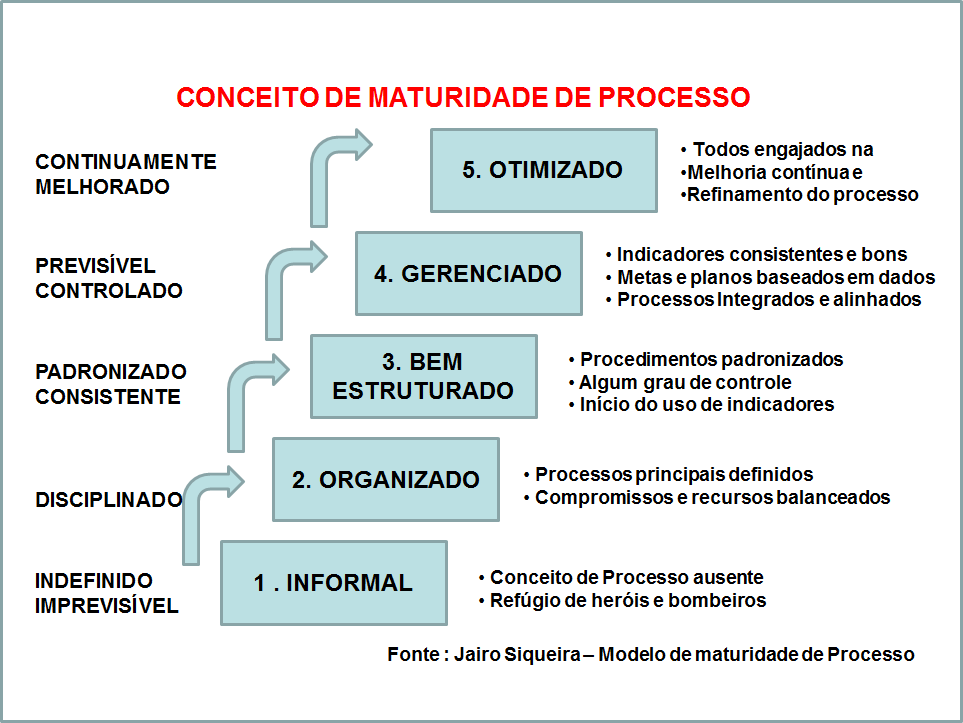 CONCEITO DE MATURIDADE DE PROCESSO
CONTINUAMENTE
MELHORADO
5. OTIMIZADO
• Todos engajados na
•Melhoria contínua e
•Refinamento do processo
PREVISÍVEL
CONTROLADO
4. GERENCIADO
• Indicadores consistentes e bons
• Metas e planos baseados em dados
• Processos Integrados e alinhados
PADRONIZADO
CONSISTENTE
3. BEM
ESTRUTURADO
• Procedimentos padronizados
• Algum grau de controle
• Início do uso de indicadores
DISCIPLINADO
2. ORGANIZADO
• Processos principais definidos
• Compromissos e recursos balanceados
INDEFINIDO
IMPREVISÍVEL
1 . INFORMAL
• Conceito de Processo ausente
• Refúgio de heróis e bombeiros
Fonte : Jairo Siqueira – Modelo de maturidade de Processo